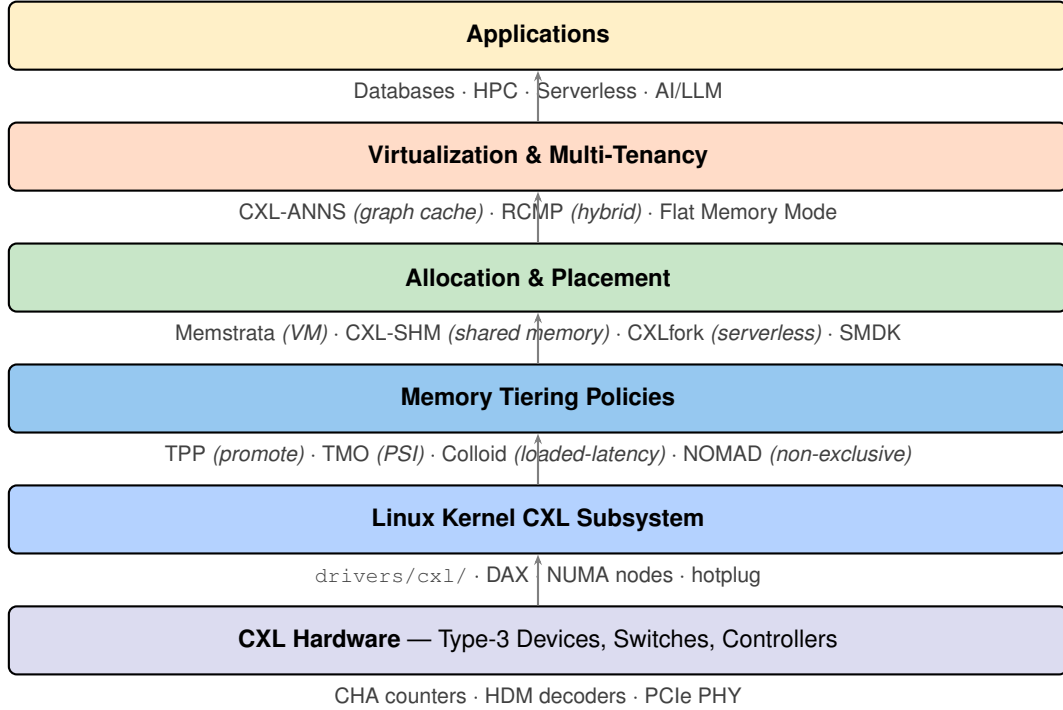 Applications
Databases · HPC · Serverless · AI/LLM
Virtualization & Multi-Tenancy
CXL-ANNS (graph cache) · RCMP (hybrid) · Flat Memory Mode
Allocation & Placement
Memstrata (VM) · CXL-SHM (shared memory) · CXLfork (serverless) · SMDK
Memory Tiering Policies
TPP (promote) · TMO (PSI) · Colloid (loaded-latency) · NOMAD (non-exclusive)
Linux Kernel CXL Subsystem
drivers/cxl/ · DAX · NUMA nodes · hotplug
CXL Hardware — Type-3 Devices, Switches, Controllers
CHA counters · HDM decoders · PCIe PHY